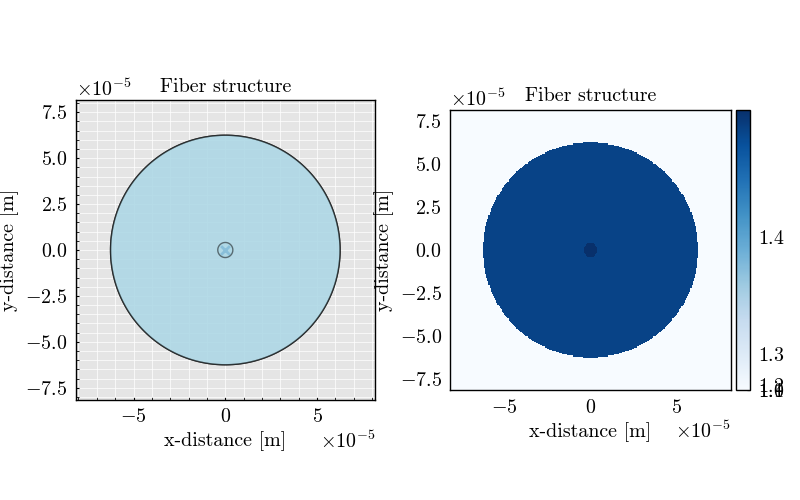 ×10⁻⁵ Fiber structure
7.5
5.0
2.5
0.0
−2.5
−5.0
−7.5
y-distance [m]
−5 0 5
x-distance [m] ×10⁻⁵
×10⁻⁵ Fiber structure
7.5
5.0
2.5
0.0
−2.5
−5.0
−7.5
y-distance [m]
−5 0 5
x-distance [m] ×10⁻⁵
1.4
1.3